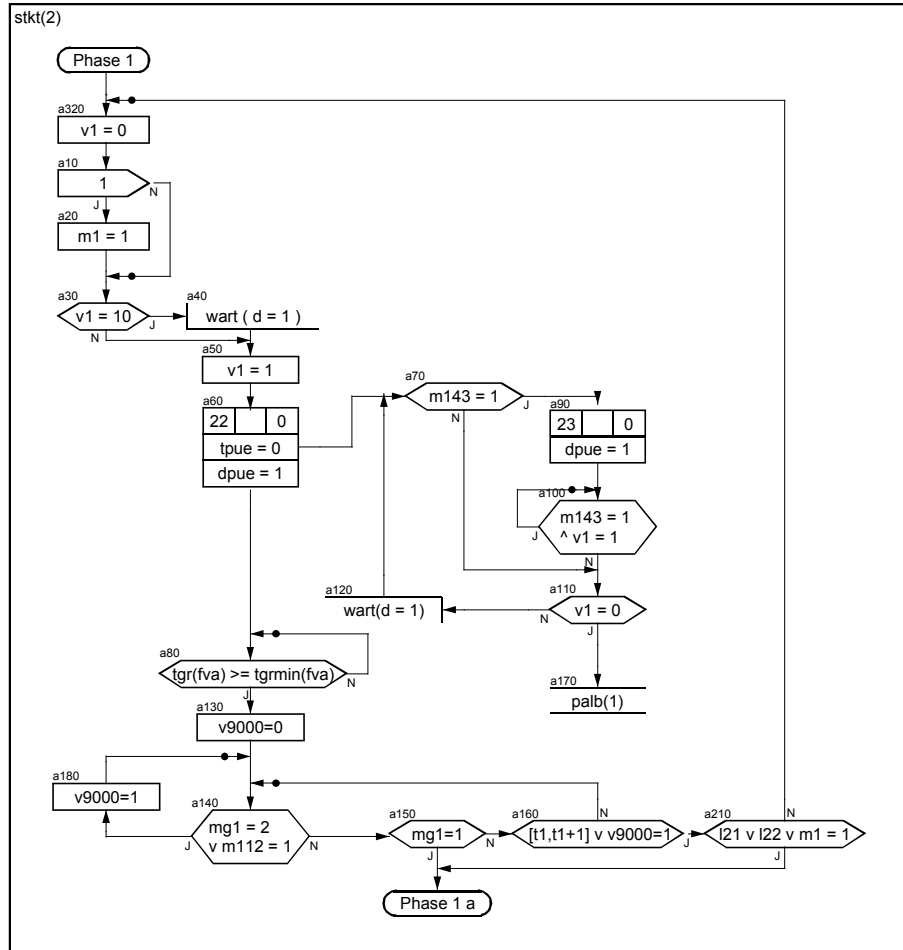 stkt(2)
Phase 1
a320
v1 = 0
a10
1
N
J
a20
m1 = 1
a30
v1 = 10
J
N
a40
wart ( d = 1 )
a50
v1 = 1
a60
22 0
tpue = 0
dpue = 1
a70
m143 = 1
J
N
a90
23 0
dpue = 1
a100
m143 = 1
^ v1 = 1
J
N
a110
v1 = 0
N
J
a120
wart(d = 1)
a170
palb(1)
a80
tgr(fva) >= tgrmin(fva)
N
J
a130
v9000=0
a180
v9000=1
a140
mg1 = 2
v m112 = 1
J
N
a150
mg1=1
N
J
a160
[t1,t1+1] v v9000=1
N
J
a210
l21 v l22 v m1 = 1
N
J
Phase 1 a